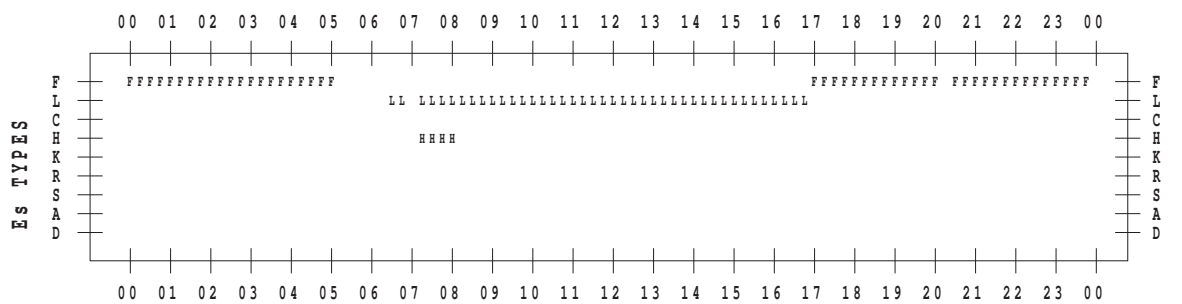 00 01 02 03 04 05 06 07 08 09 10 11 12 13 14 15 16 17 18 19 20 21 22 23 00
Es TYPES
F FFFFFFFFFFFFFFFFFFFFF FFFFFFFFFFFFF FFFFFFFFFFFFFF F
L LL LLLLLLLLLLLLLLLLLLLLLLLLLLLLLLLLLLLLLLL L
C C
H HHHH H
K K
R R
S S
A A
D D
00 01 02 03 04 05 06 07 08 09 10 11 12 13 14 15 16 17 18 19 20 21 22 23 00